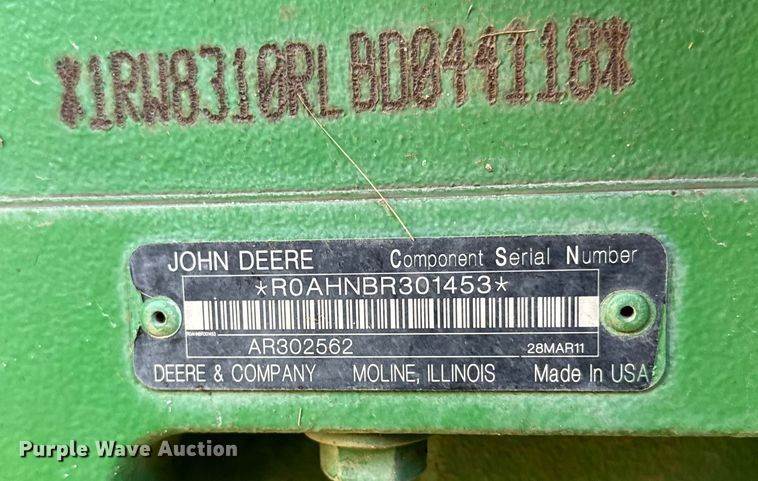 *1RW8310RLBD044118*
JOHN DEERE Component Serial Number
*R0AHNBR301453*
R0AHNBR301453
AR302562 28MAR11
DEERE & COMPANY MOLINE, ILLINOIS Made In USA
Purple Wave Auction